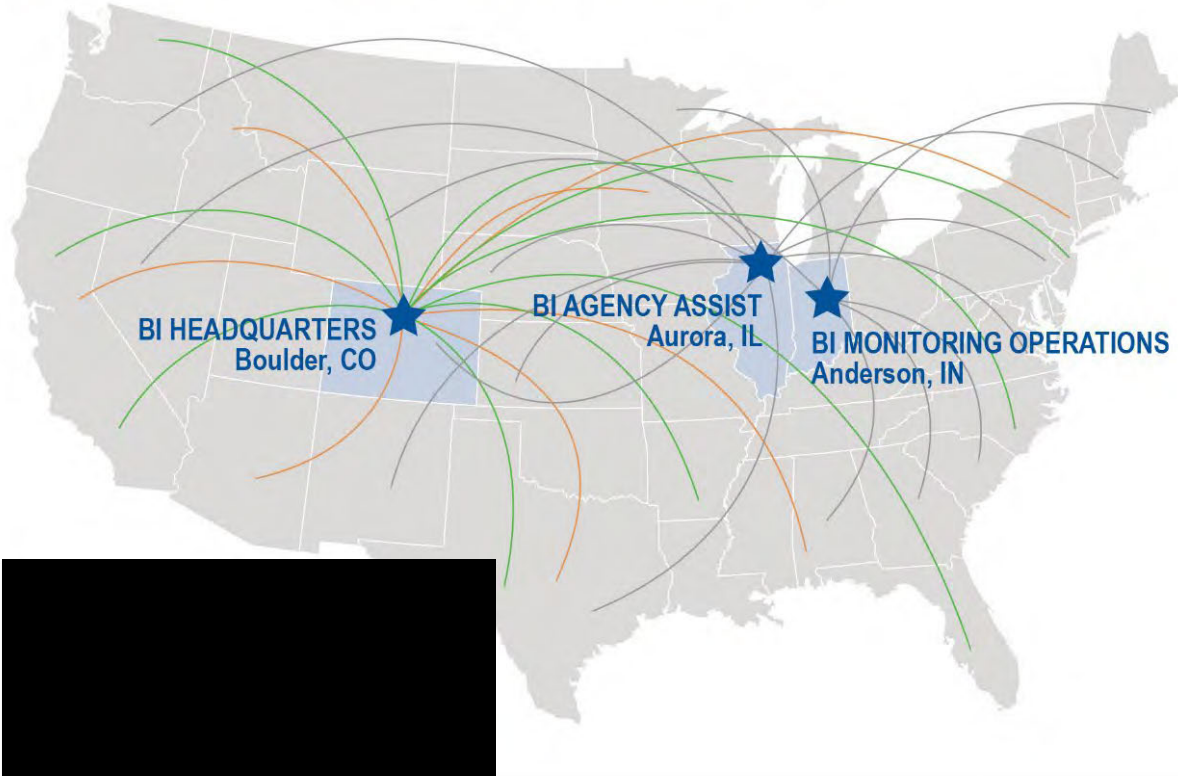 BI HEADQUARTERS
Boulder, CO
BI AGENCY ASSIST
Aurora, IL
BI MONITORING OPERATIONS
Anderson, IN